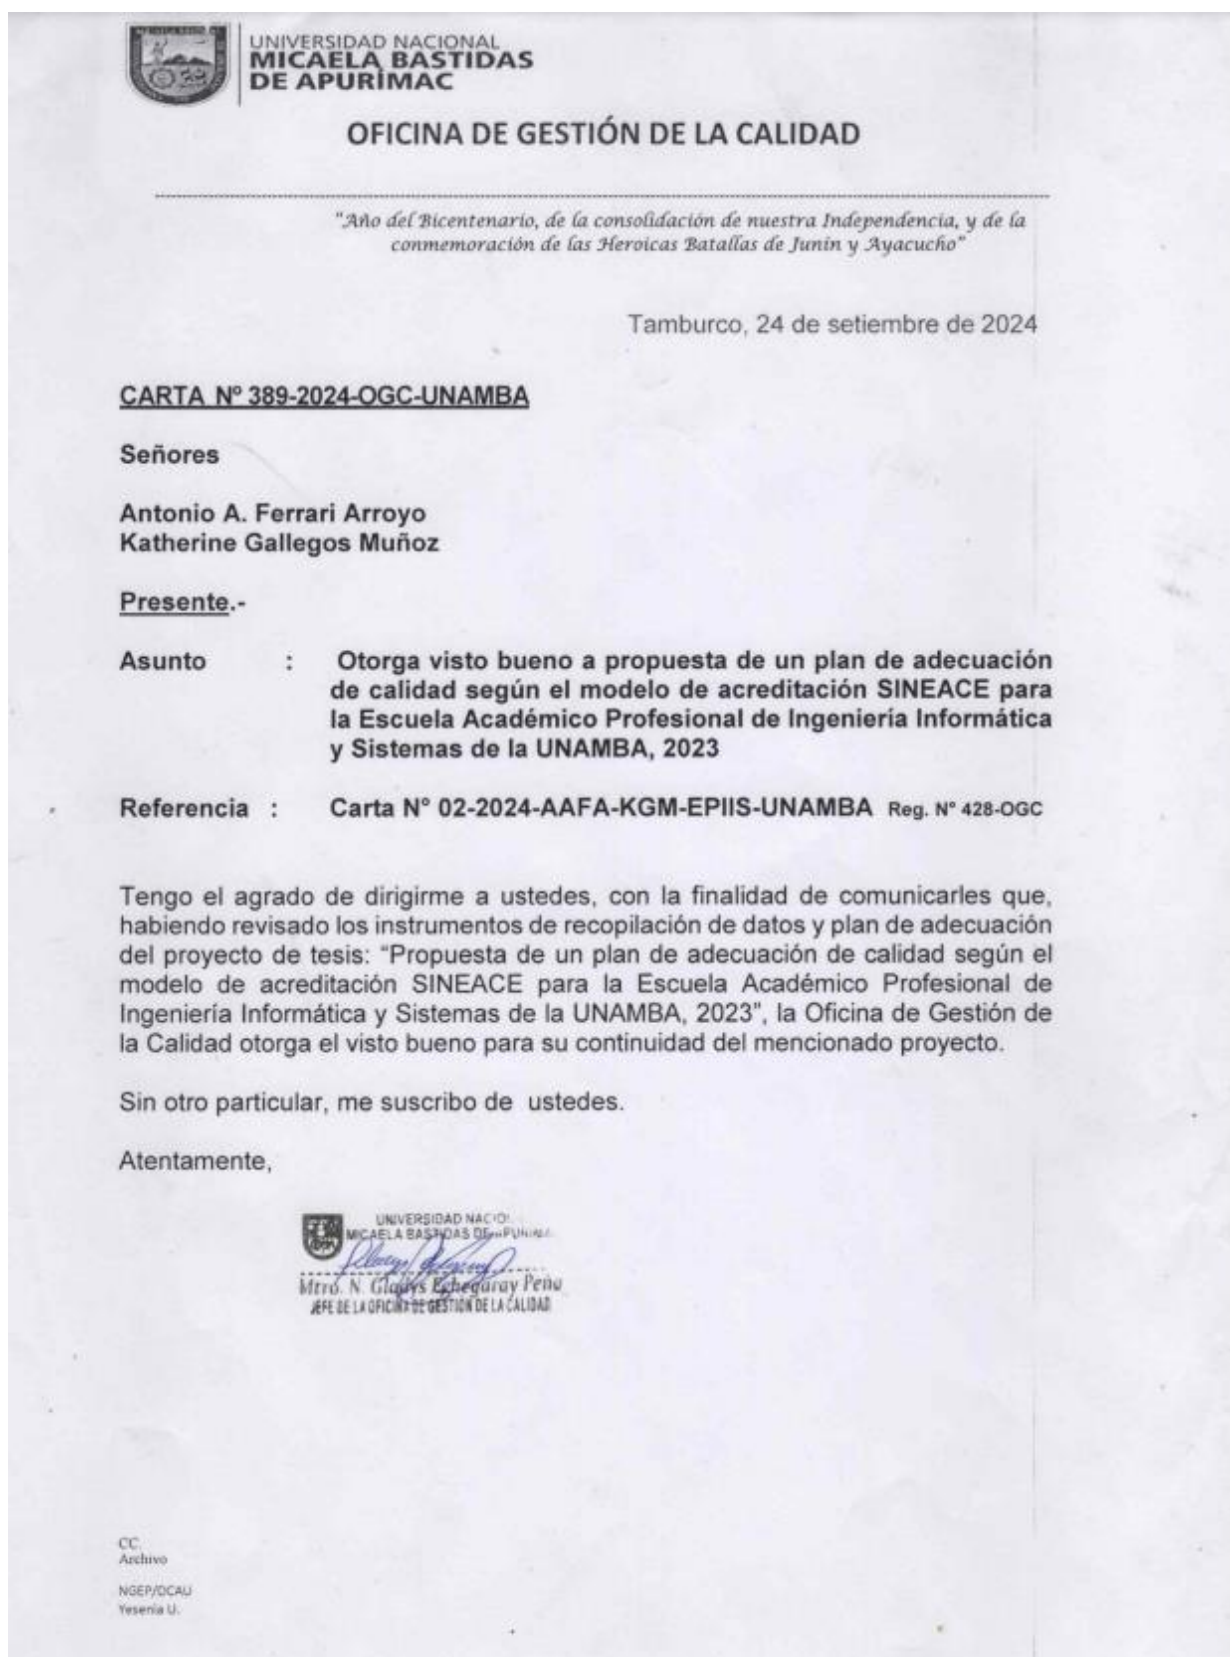 UNIVERSIDAD NACIONAL
MICAELA BASTIDAS
DE APURÍMAC
OFICINA DE GESTIÓN DE LA CALIDAD
"Año del Bicentenario, de la consolidación de nuestra Independencia, y de la
conmemoración de las Heroicas Batallas de Junín y Ayacucho"
Tamburco, 24 de setiembre de 2024
CARTA Nº 389-2024-OGC-UNAMBA
Señores
Antonio A. Ferrari Arroyo
Katherine Gallegos Muñoz
Presente.-
Asunto : Otorga visto bueno a propuesta de un plan de adecuación
de calidad según el modelo de acreditación SINEACE para
la Escuela Académico Profesional de Ingeniería Informática
y Sistemas de la UNAMBA, 2023
Referencia : Carta N° 02-2024-AAFA-KGM-EPIIS-UNAMBA Reg. N° 428-OGC
Tengo el agrado de dirigirme a ustedes, con la finalidad de comunicarles que,
habiendo revisado los instrumentos de recopilación de datos y plan de adecuación
del proyecto de tesis: “Propuesta de un plan de adecuación de calidad según el
modelo de acreditación SINEACE para la Escuela Académico Profesional de
Ingeniería Informática y Sistemas de la UNAMBA, 2023”, la Oficina de Gestión de
la Calidad otorga el visto bueno para su continuidad del mencionado proyecto.
Sin otro particular, me suscribo de ustedes.
Atentamente,
UNIVERSIDAD
MICAELA BASTIDAS
Mtro. N. Gladys Echegaray Peña
JEFE DE LA OFICINA DE GESTIÓN DE LA CALIDAD
CC.
Archivo
NGEP/DCAU
Yesenia U.